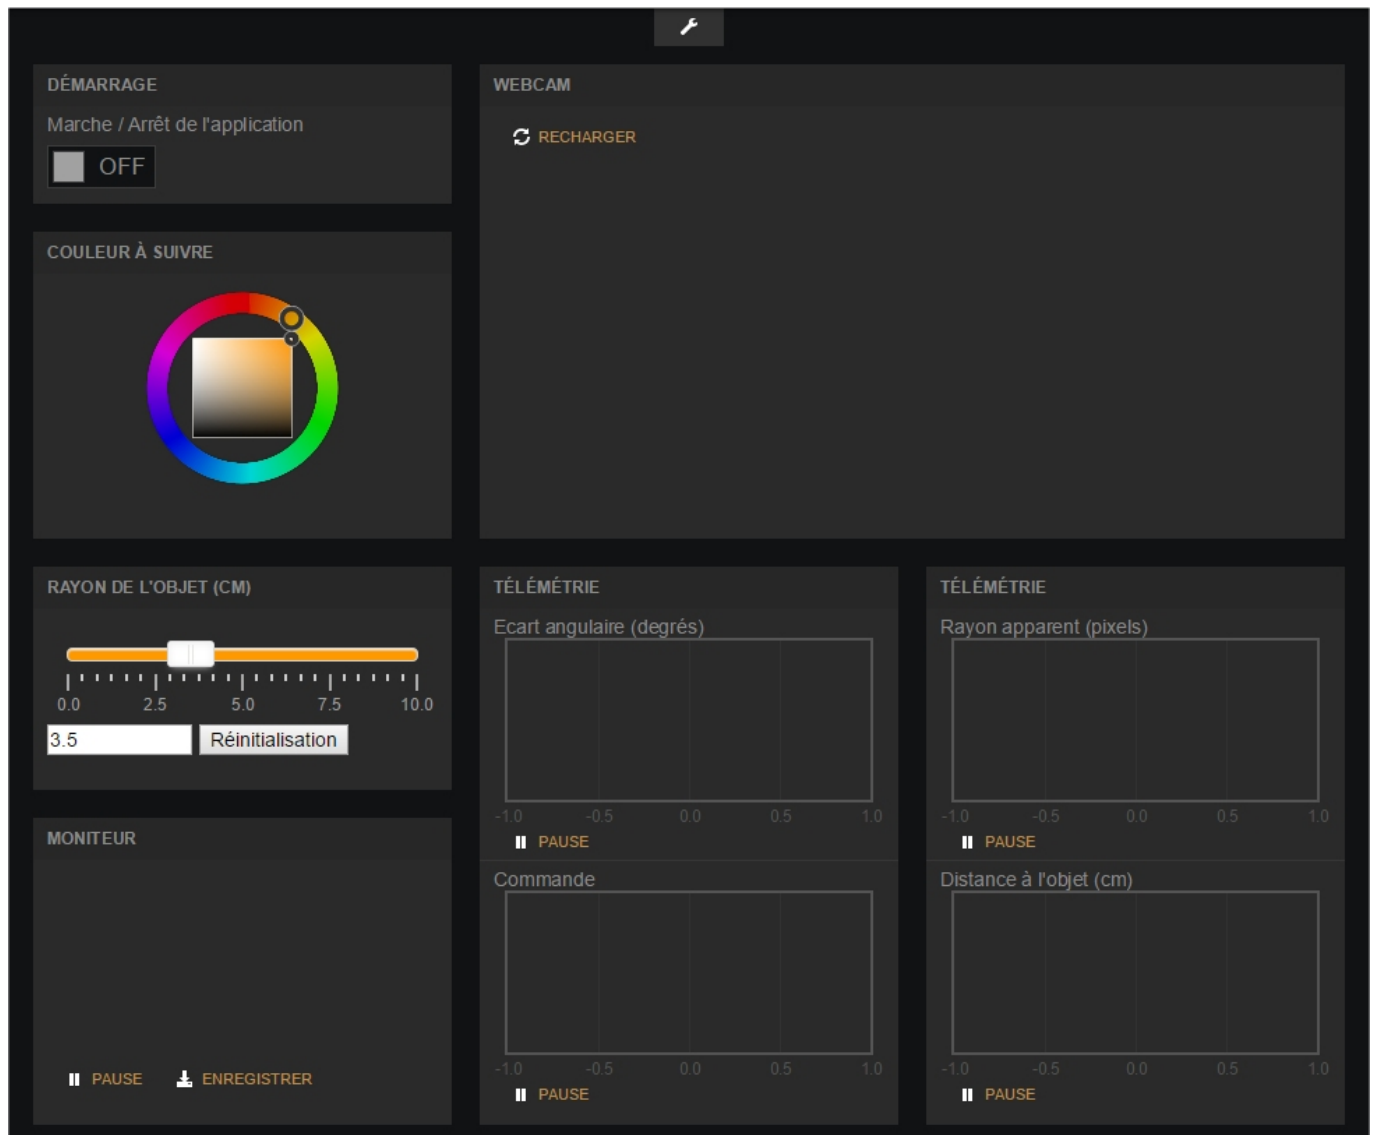 DÉMARRAGE
Marche / Arrêt de l'application
OFF
WEBCAM
RECHARGER
COULEUR À SUIVRE
RAYON DE L'OBJET (CM)
0.0 2.5 5.0 7.5 10.0
3.5 Réinitialisation
MONITEUR
PAUSE ENREGISTRER
TÉLÉMÉTRIE
Ecart angulaire (degrés)
-1.0 -0.5 0.0 0.5 1.0
PAUSE
Commande
-1.0 -0.5 0.0 0.5 1.0
PAUSE
TÉLÉMÉTRIE
Rayon apparent (pixels)
-1.0 -0.5 0.0 0.5 1.0
PAUSE
Distance à l'objet (cm)
-1.0 -0.5 0.0 0.5 1.0
PAUSE